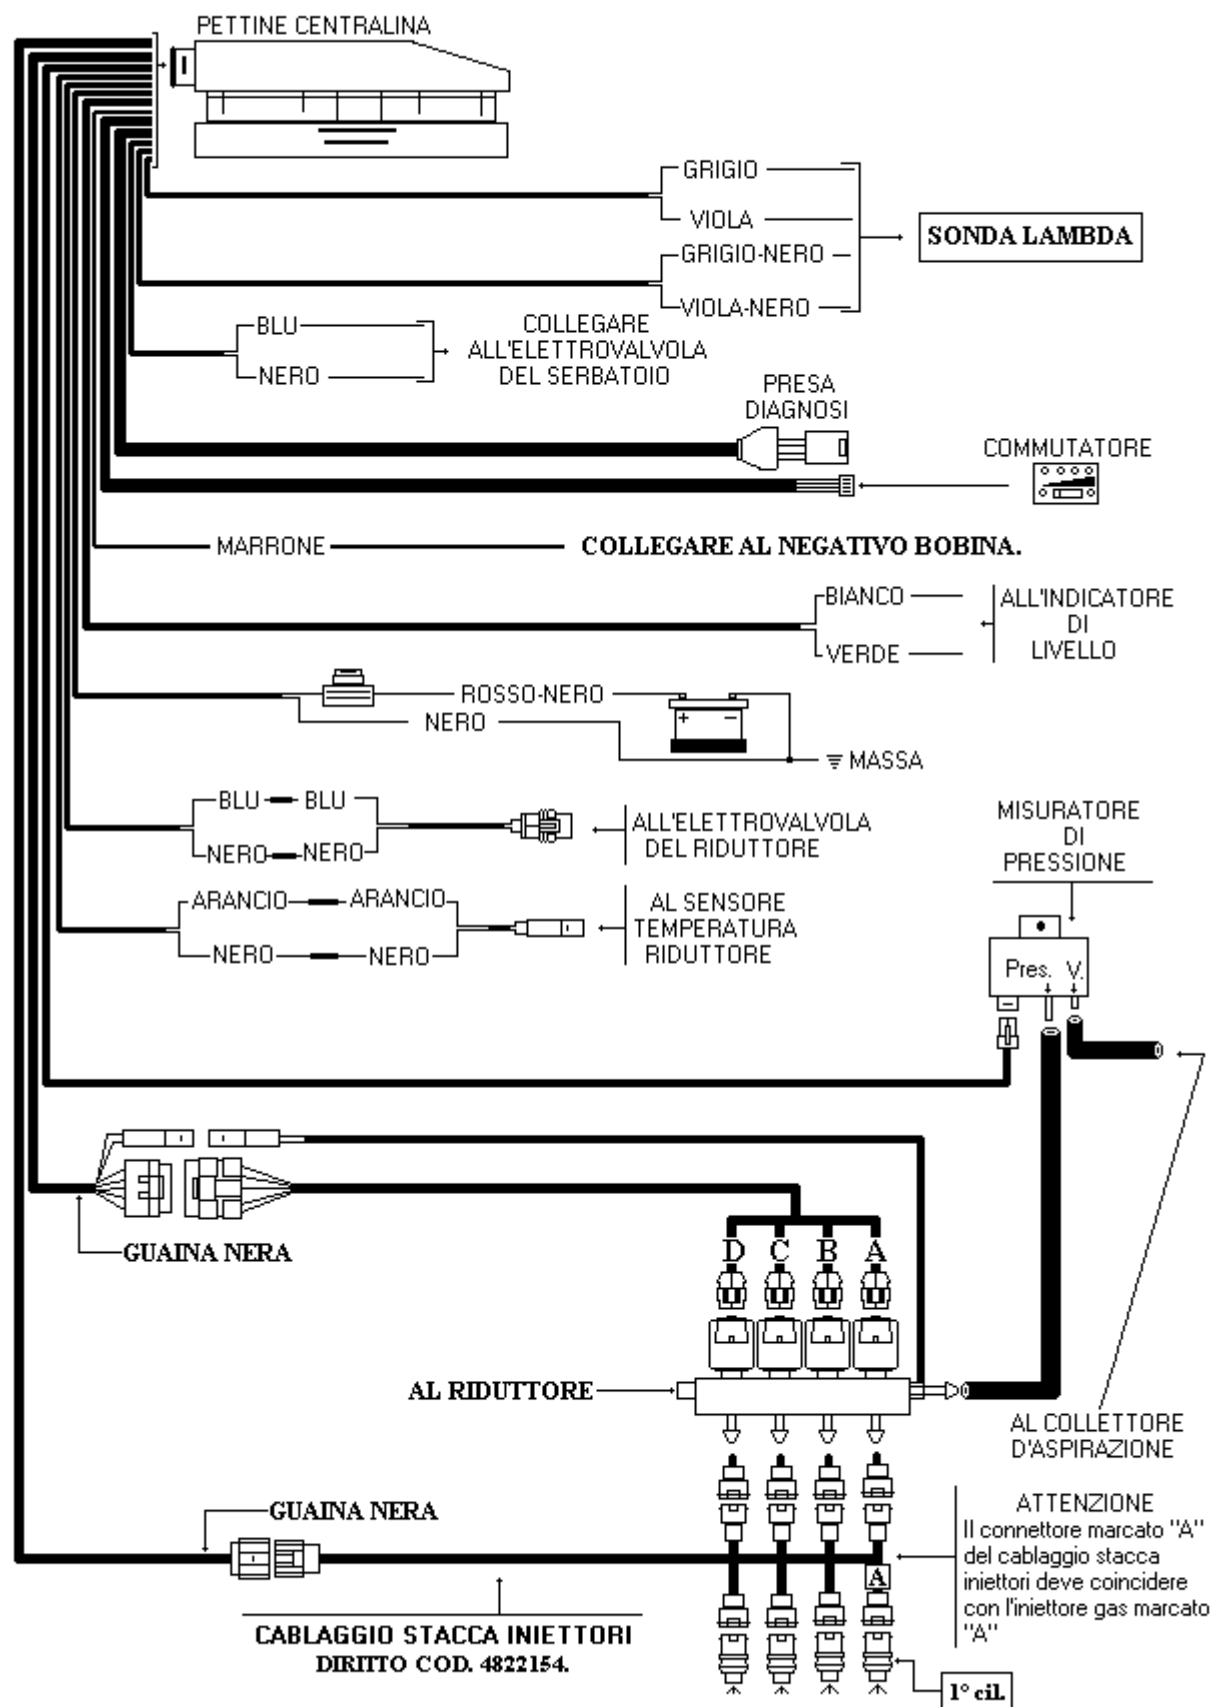 PETTINE CENTRALINA
GRIGIO
VIOLA
GRIGIO-NERO
VIOLA-NERO
SONDA LAMBDA
BLU
NERO
COLLEGARE
ALL'ELETTROVALVOLA
DEL SERBATOIO
PRESA
DIAGNOSI
COMMUTATORE
MARRONE
COLLEGARE AL NEGATIVO BOBINA.
BIANCO
VERDE
ALL'INDICATORE
DI
LIVELLO
ROSSO-NERO
NERO
+ −
MASSA
BLU BLU
NERO NERO
ALL'ELETTROVALVOLA
DEL RIDUTTORE
ARANCIO ARANCIO
NERO NERO
AL SENSORE
TEMPERATURA
RIDUTTORE
MISURATORE
DI
PRESSIONE
Pres. V.
GUAINA NERA
D C B A
AL RIDUTTORE
AL COLLETTORE
D'ASPIRAZIONE
GUAINA NERA
A
ATTENZIONE
Il connettore marcato "A"
del cablaggio stacca
iniettori deve coincidere
con l'iniettore gas marcato
"A"
CABLAGGIO STACCA INIETTORI
DIRITTO COD. 4822154.
1° cil.